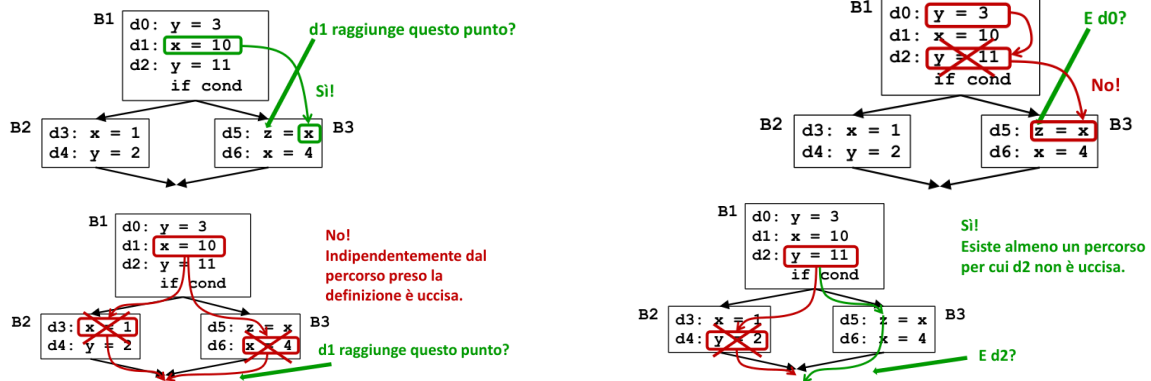 B1
d0: y = 3
d1: x = 10
d2: y = 11
if cond
d1 raggiunge questo punto?
Sì!
B2
d3: x = 1
d4: y = 2
d5: z = x
d6: x = 4
B3
B1
d0: y = 3
d1: x = 10
d2: y = 11
if cond
E d0?
No!
B2
d3: x = 1
d4: y = 2
d5: z = x
d6: x = 4
B3
B1
d0: y = 3
d1: x = 10
d2: y = 11
if cond
No!
Indipendentemente dal
percorso preso la
definizione è uccisa.
B2
d3: x = 1
d4: y = 2
d5: z = x
d6: x = 4
B3
d1 raggiunge questo punto?
B1
d0: y = 3
d1: x = 10
d2: y = 11
if cond
Sì!
Esiste almeno un percorso
per cui d2 non è uccisa.
B2
d3: x = 1
d4: y = 2
d5: z = x
d6: x = 4
B3
E d2?